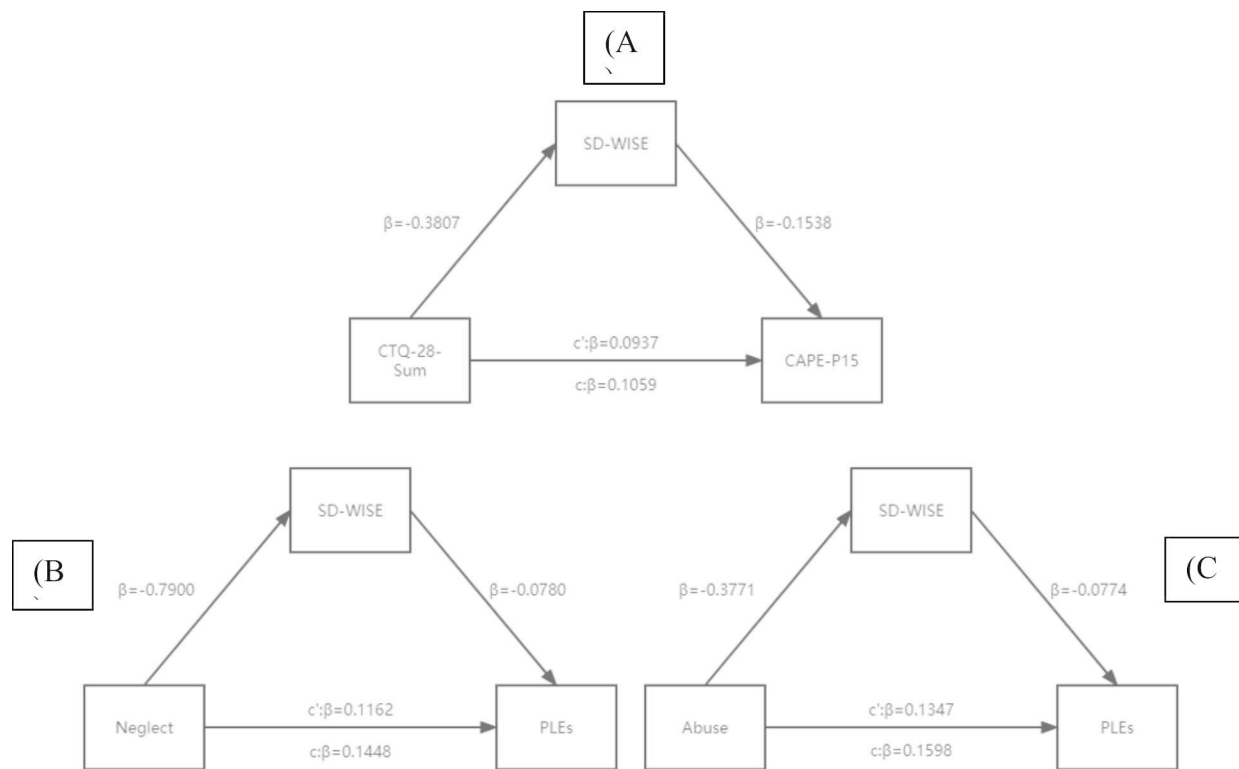 (A
SD-WISE
β=-0.3807
β=-0.1538
CTQ-28-
Sum
c':β=0.0937
c:β=0.1059
CAPE-P15
(B
SD-WISE
β=-0.7900
β=-0.0780
Neglect
c':β=0.1162
c:β=0.1448
PLEs
(C
SD-WISE
β=-0.3771
β=-0.0774
Abuse
c':β=0.1347
c:β=0.1598
PLEs